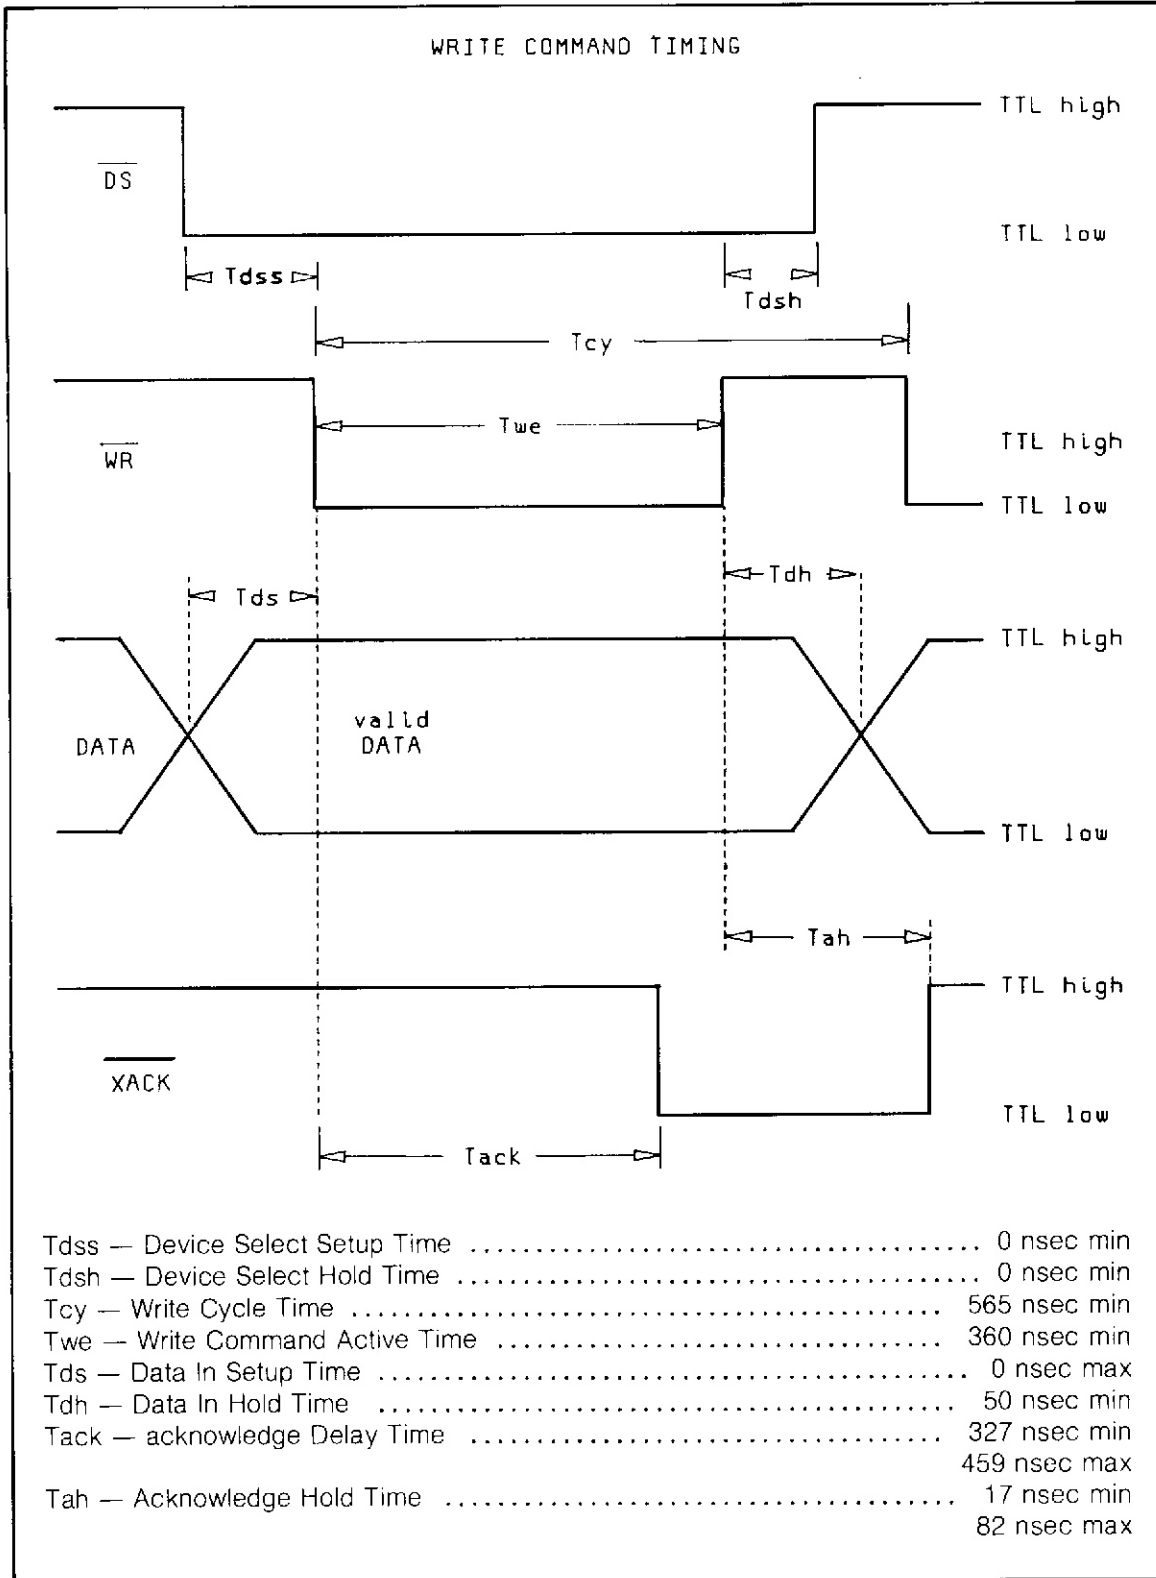 WRITE COMMAND TIMING
TTL high
DS
TTL low
Tdss
Tdsh
Tcy
Twe
WR
TTL high
TTL low
Tds
Tdh
TTL high
DATA
valid
DATA
TTL low
Tah
TTL high
XACK
TTL low
Tack
Tdss — Device Select Setup Time ....................................... 0 nsec min
Tdsh — Device Select Hold Time ........................................ 0 nsec min
Tcy — Write Cycle Time ............................................. 565 nsec min
Twe — Write Command Active Time .................................. 360 nsec min
Tds — Data In Setup Time ............................................. 0 nsec max
Tdh — Data In Hold Time ............................................ 50 nsec min
Tack — acknowledge Delay Time .................................... 327 nsec min
459 nsec max
Tah — Acknowledge Hold Time ....................................... 17 nsec min
82 nsec max